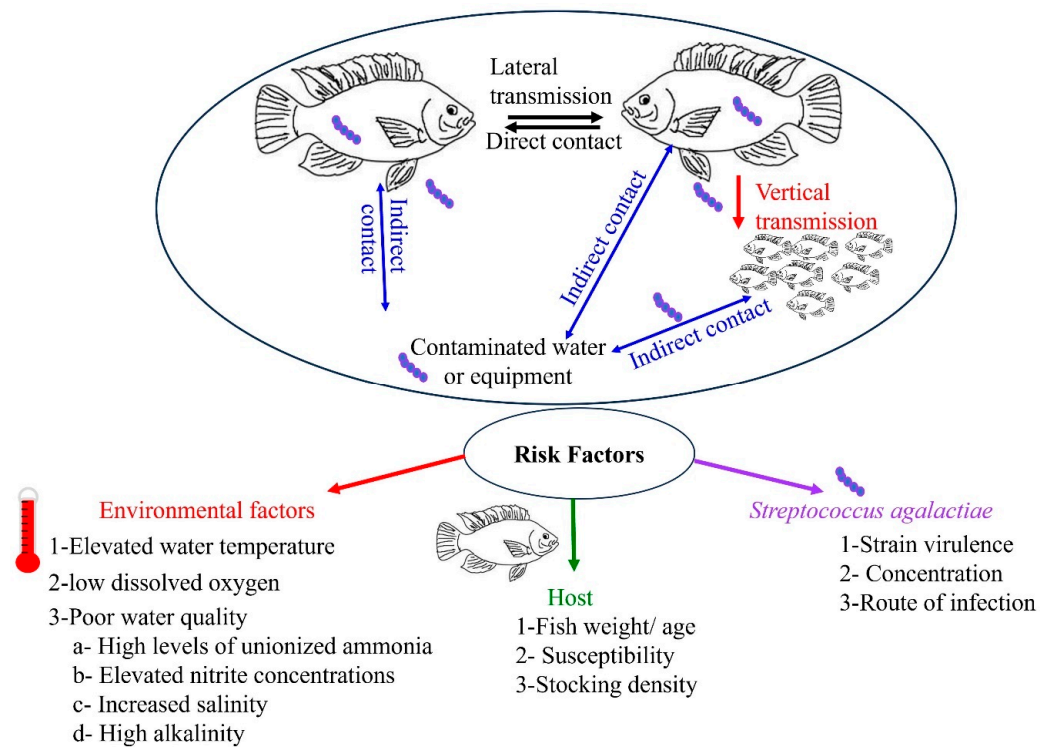 Lateral
transmission
Direct contact
Vertical
transmission
Indirect
contact
Indirect contact
Indirect contact
Contaminated water
or equipment
Risk Factors
Environmental factors
1-Elevated water temperature
2-low dissolved oxygen
3-Poor water quality
a- High levels of unionized ammonia
b- Elevated nitrite concentrations
c- Increased salinity
d- High alkalinity
Host
1-Fish weight/ age
2- Susceptibility
3-Stocking density
Streptococcus agalactiae
1-Strain virulence
2- Concentration
3-Route of infection